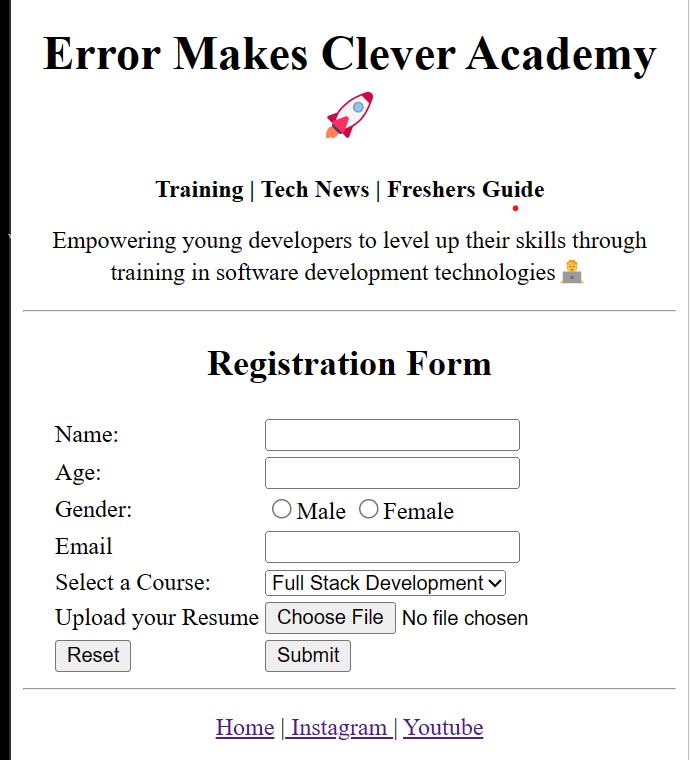 Error Makes Clever Academy
🚀
Training | Tech News | Freshers Guide
Empowering young developers to level up their skills through
training in software development technologies 🧑‍💻
Registration Form
Name:
Age:
Gender: Male Female
Email
Select a Course: Full Stack Development
Upload your Resume Choose File No file chosen
Reset Submit
Home | Instagram | Youtube